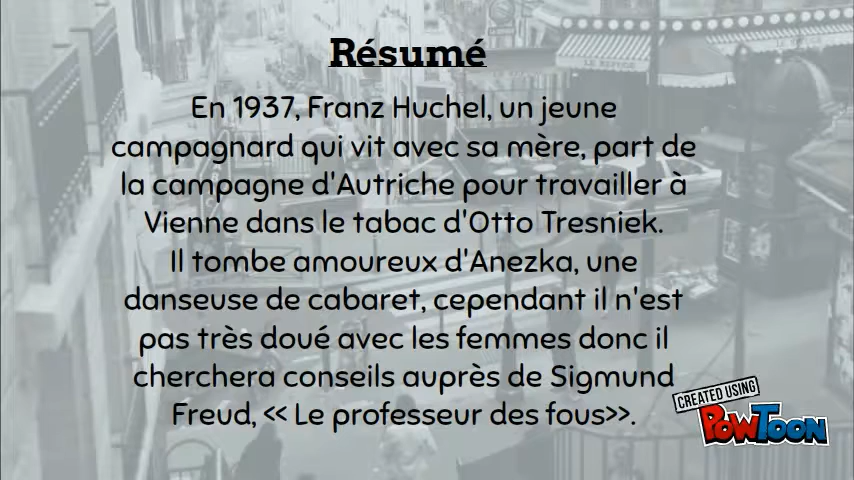 Résumé
En 1937, Franz Huchel, un jeune
campagnard qui vit avec sa mère, part de
la campagne d'Autriche pour travailler à
Vienne dans le tabac d'Otto Tresniek.
Il tombe amoureux d'Anezka, une
danseuse de cabaret, cependant il n'est
pas très doué avec les femmes donc il
cherchera conseils auprès de Sigmund
Freud, << Le professeur des fous>>.
CREATED USING
POWTOON